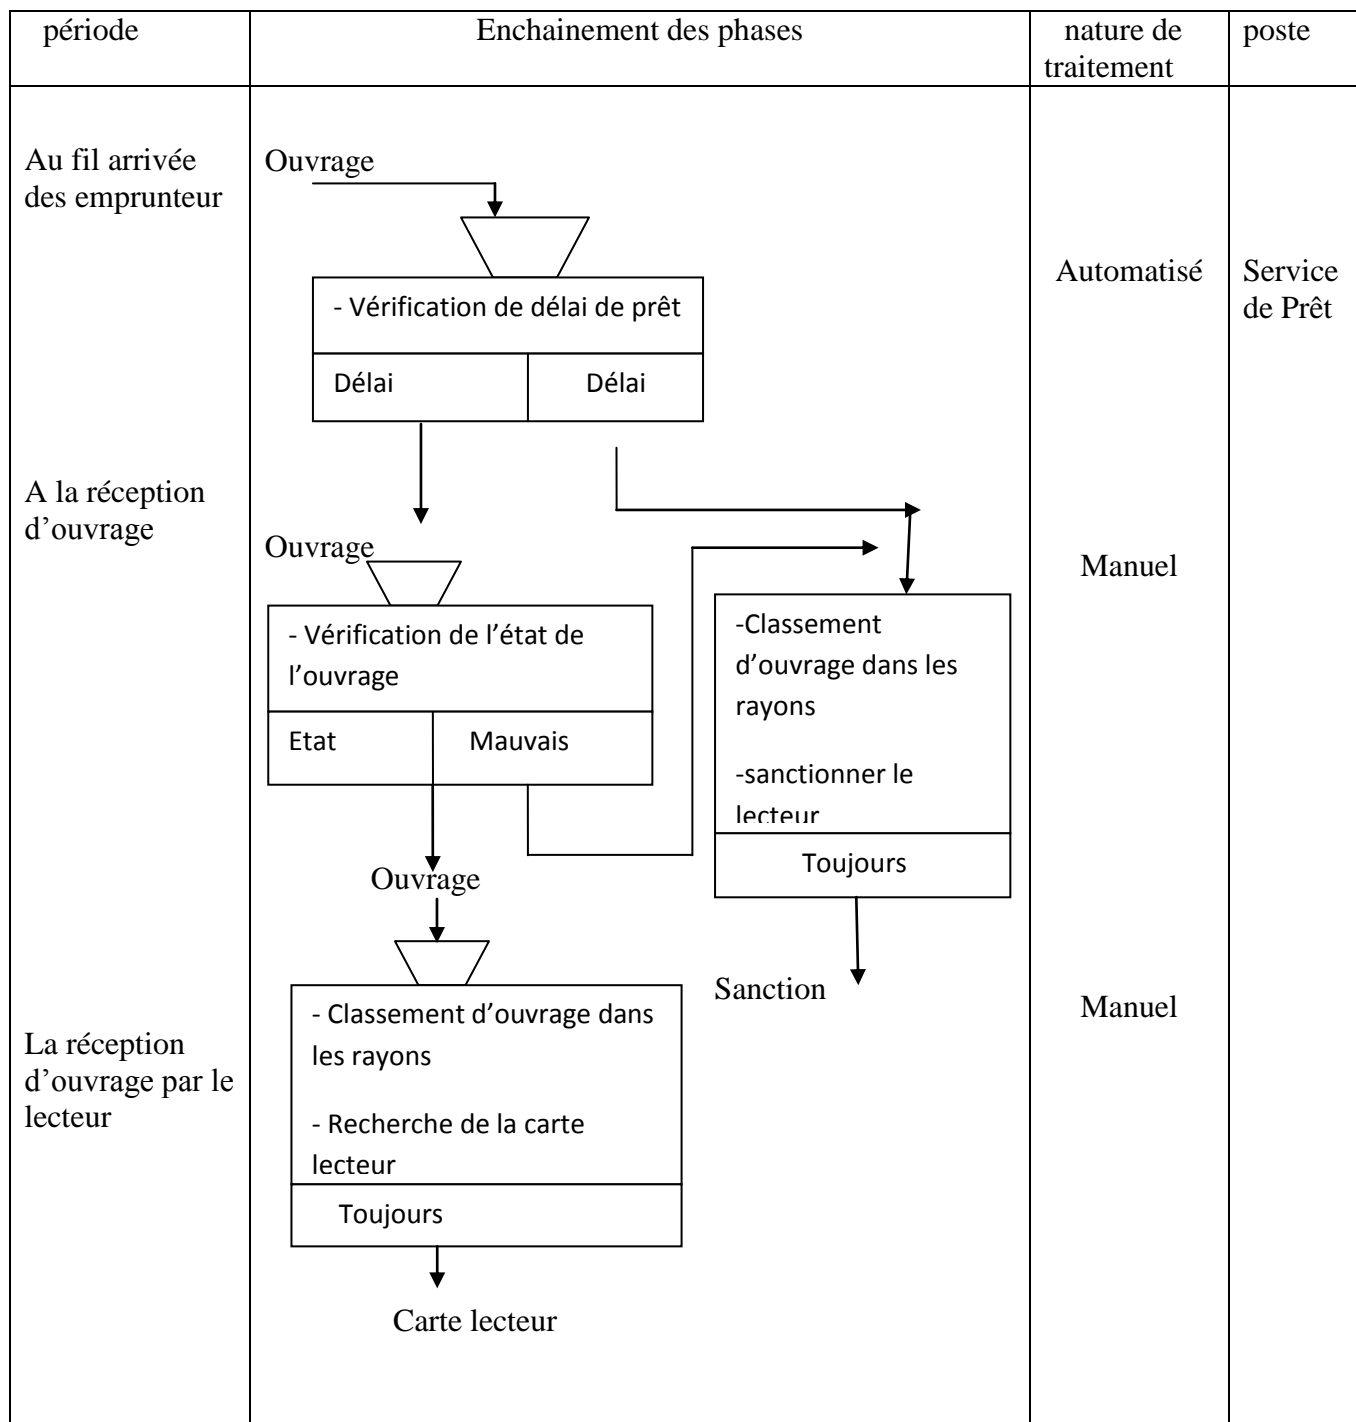 période
Enchainement des phases
nature de
traitement
poste
Au fil arrivée
des emprunteur
Ouvrage
Automatisé
Service
de Prêt
- Vérification de délai de prêt
Délai
Délai
A la réception
d’ouvrage
Ouvrage
Manuel
- Vérification de l’état de
l’ouvrage
Etat
Mauvais
-Classement
d’ouvrage dans les
rayons
-sanctionner le
lecteur
Toujours
Ouvrage
Sanction
Manuel
La réception
d’ouvrage par le
lecteur
- Classement d’ouvrage dans
les rayons
- Recherche de la carte
lecteur
Toujours
Carte lecteur